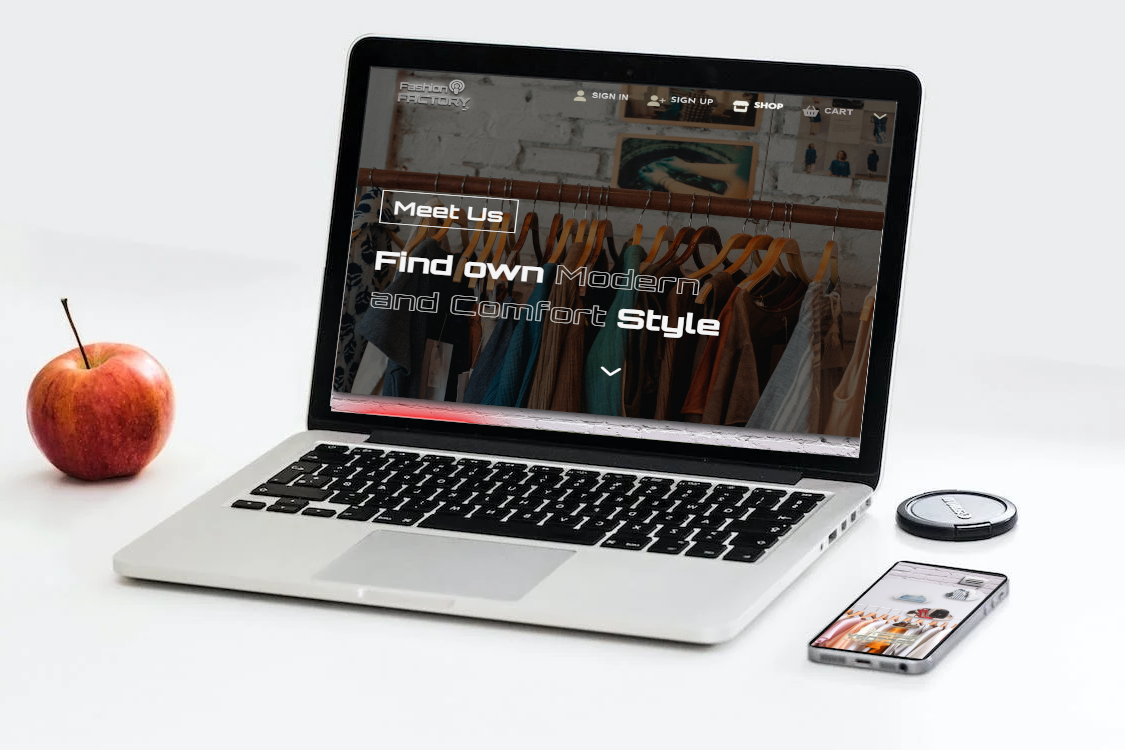 Fashion
FACTORY
SIGN IN
SIGN UP
SHOP
CART
Meet Us
Find own Modern
and Comfort Style